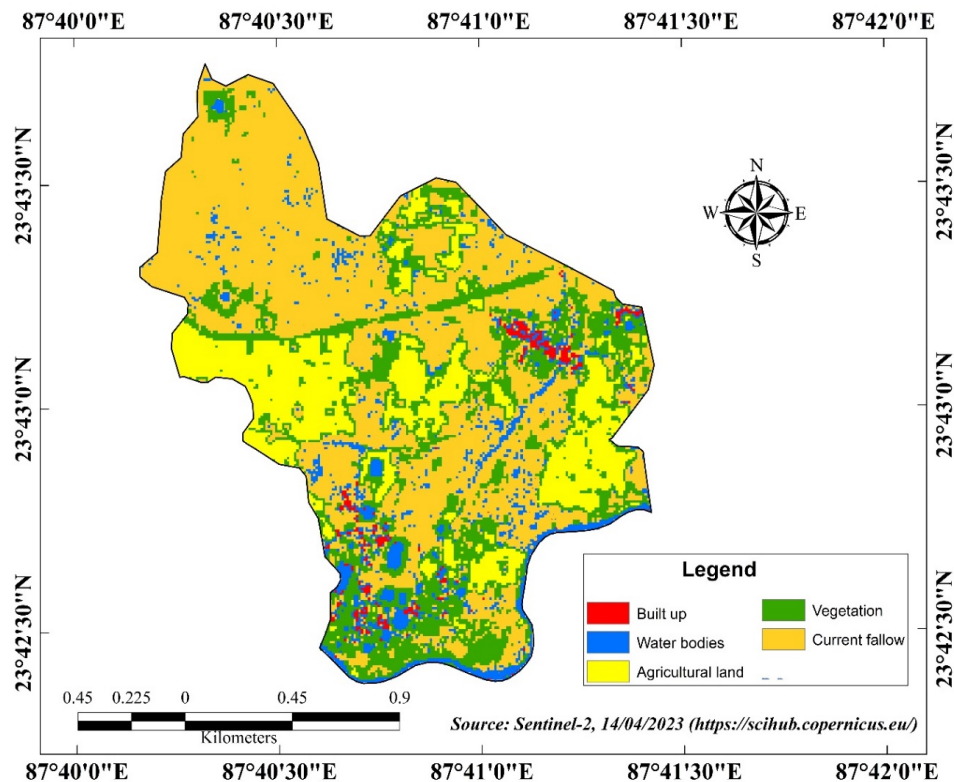 87°40'0"E 87°40'30"E 87°41'0"E 87°41'30"E 87°42'0"E
23°43'30"N 23°43'30"N
N
W E
S
23°43'0"N 23°43'0"N
Legend
Built up Vegetation
Water bodies Current fallow
Agricultural land
23°42'30"N 23°42'30"N
0.45 0.225 0 0.45 0.9
Kilometers
Source: Sentinel-2, 14/04/2023 (https://scihub.copernicus.eu/)
87°40'0"E 87°40'30"E 87°41'0"E 87°41'30"E 87°42'0"E